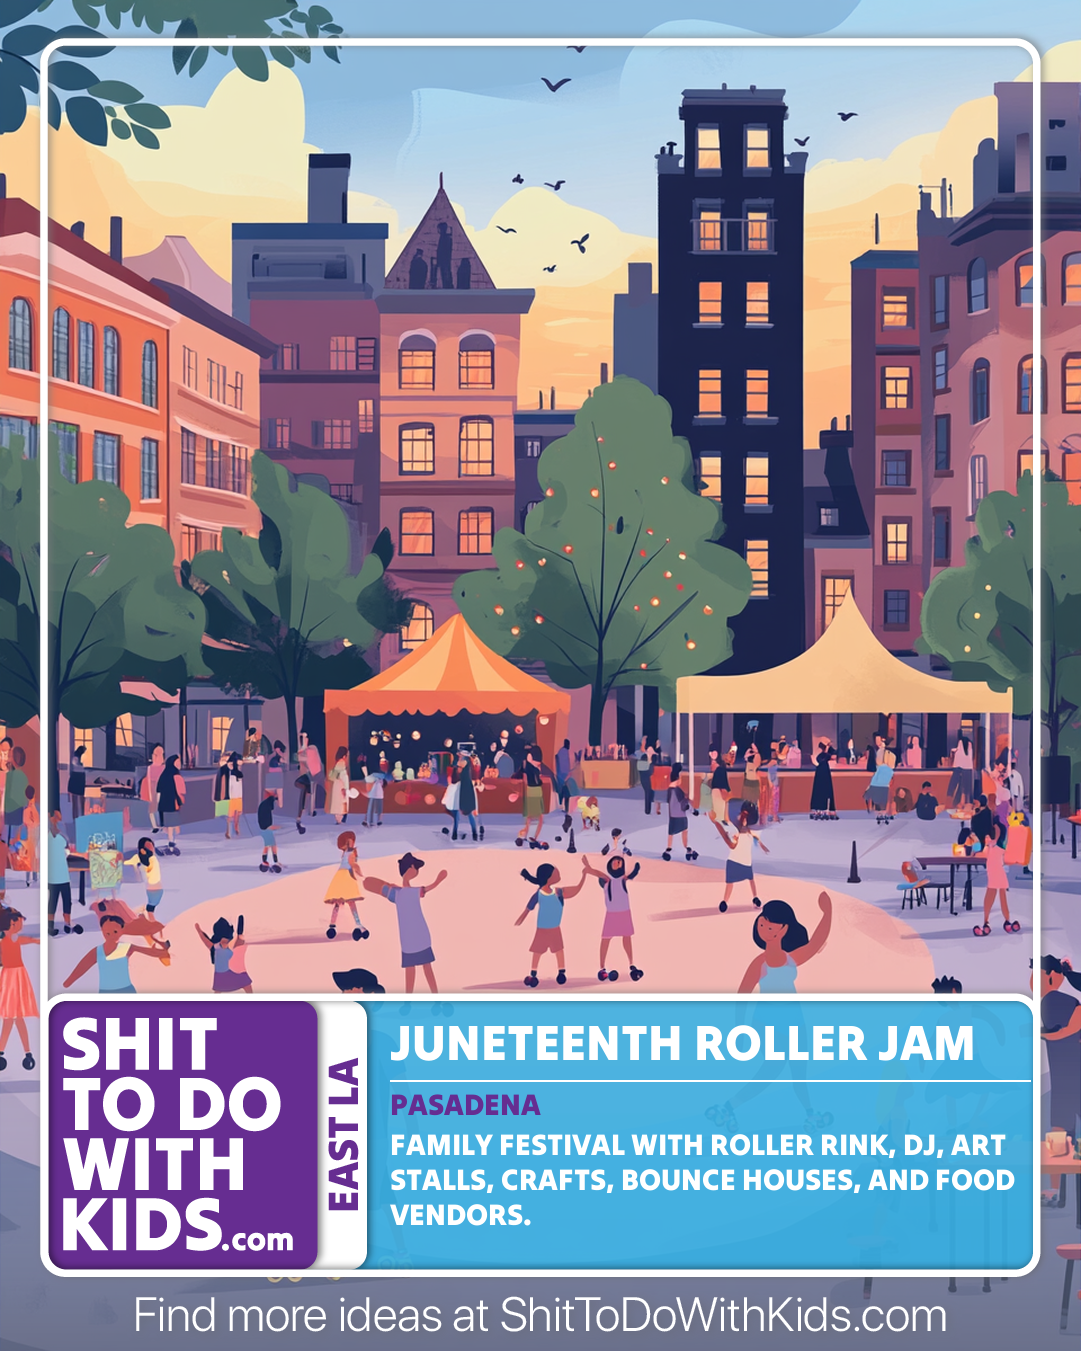 SHIT
TO DO
WITH
KIDS.com
EAST LA
JUNETEENTH ROLLER JAM
PASADENA
FAMILY FESTIVAL WITH ROLLER RINK, DJ, ART
STALLS, CRAFTS, BOUNCE HOUSES, AND FOOD
VENDORS.
Find more ideas at ShitToDoWithKids.com